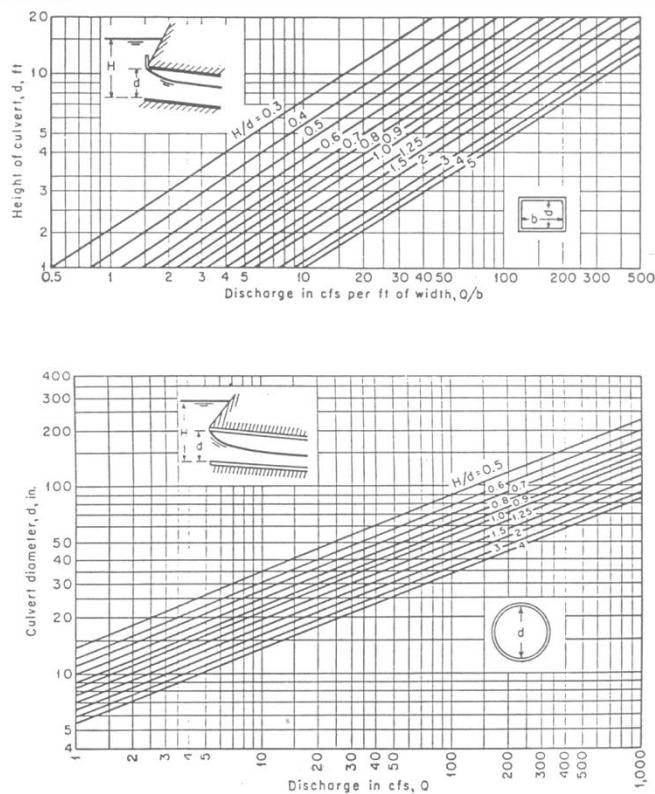 20
10
5
4
3
2
1
Height of culvert, d, ft
H
d
H/d= 0.3
0.4
0.5
0.6
0.7
0.8
0.9
1.0
1.25
1.5
2
3
4
5
b
d
0.5 1 2 3 4 5 10 20 30 40 50 100 200 300 500
Discharge in cfs per ft of width, Q/b
400
300
200
100
50
40
30
20
10
5
4
Culvert diameter, d, in.
H
d
H/d= 0.5
0.6 0.7
0.8 0.9
1.0 1.25
1.5 2
3 4
d
1 2 3 4 5 10 20 30 40 50 100 200 300 400 500 1,000
Discharge in cfs, Q